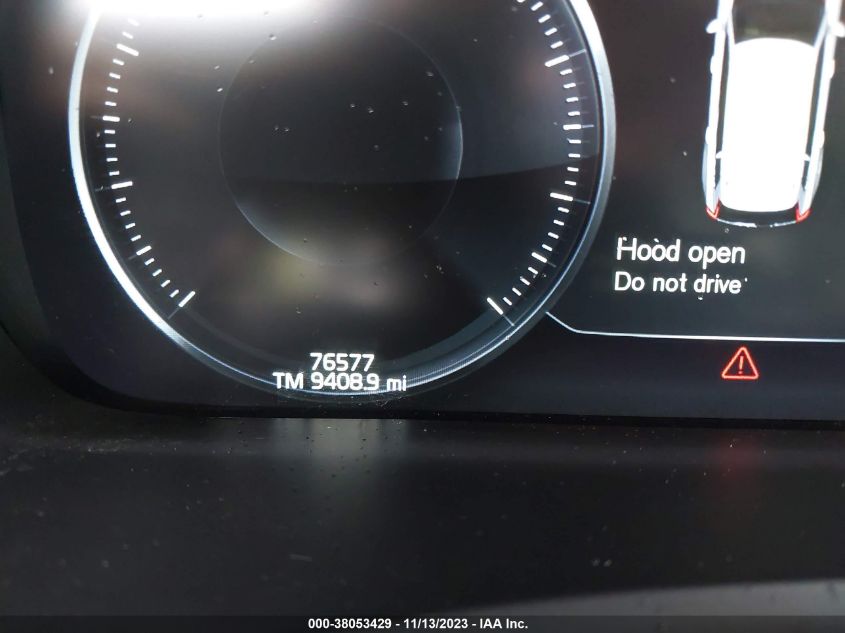 Hood open
Do not drive
76577
TM 9408.9 mi
000-38053429 - 11/13/2023 - IAA Inc.